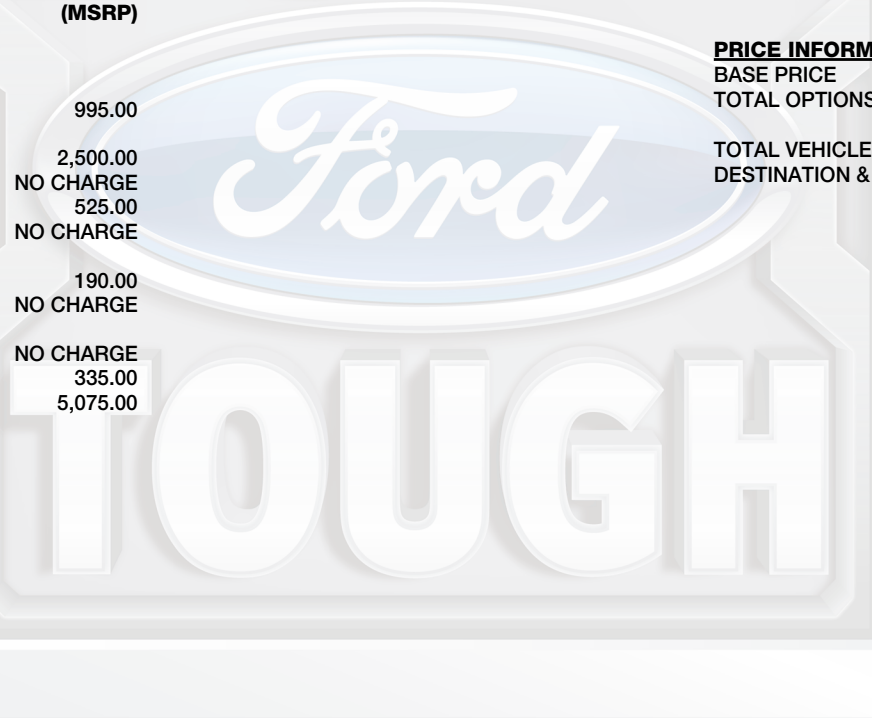 (MSRP)
995.00
2,500.00
NO CHARGE
525.00
NO CHARGE
190.00
NO CHARGE
NO CHARGE
335.00
5,075.00
PRICE INFORM
BASE PRICE
TOTAL OPTIONS
TOTAL VEHICLE
DESTINATION &
Ford
TOUGH